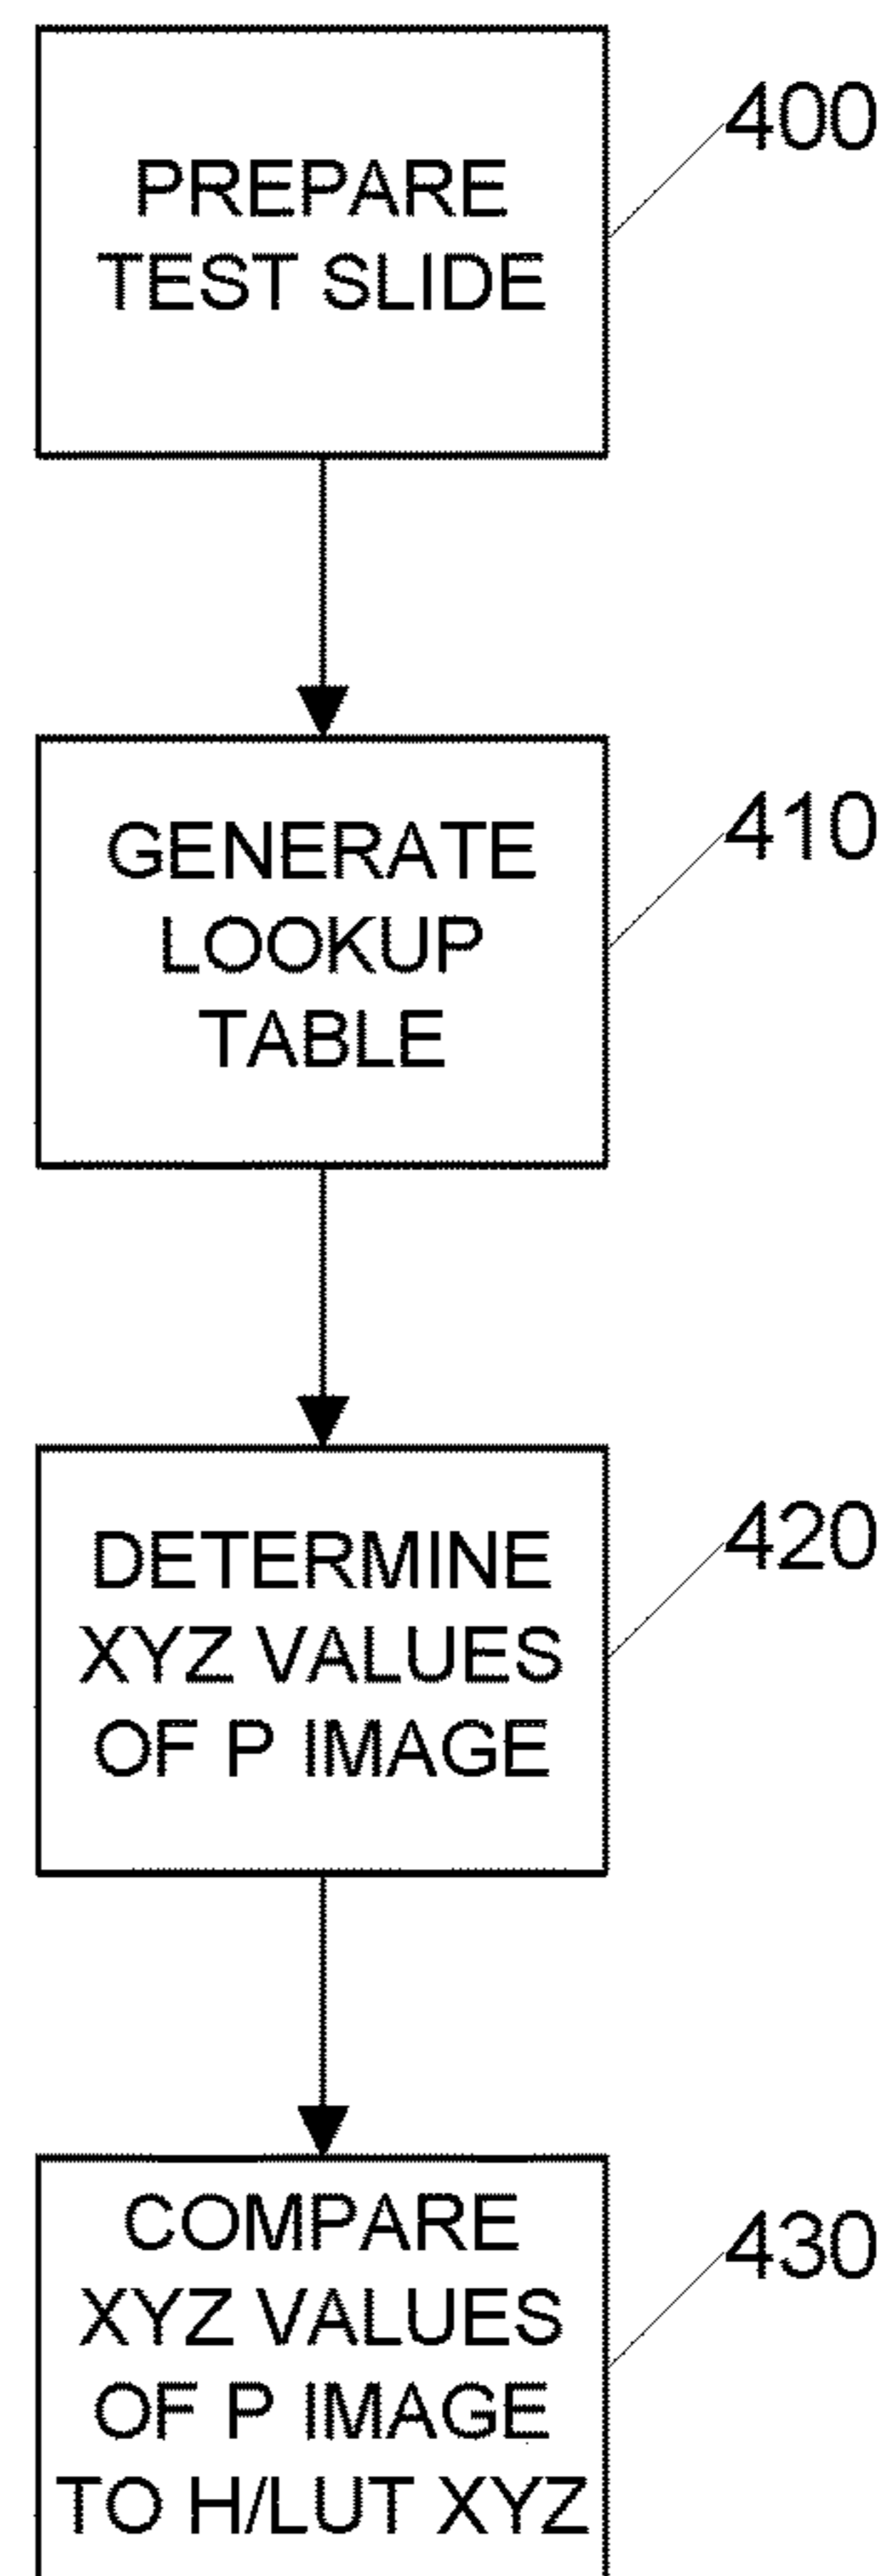 PREPARE
TEST SLIDE
400
GENERATE
LOOKUP
TABLE
410
DETERMINE
XYZ VALUES
OF P IMAGE
420
COMPARE
XYZ VALUES
OF P IMAGE
TO H/LUT XYZ
430